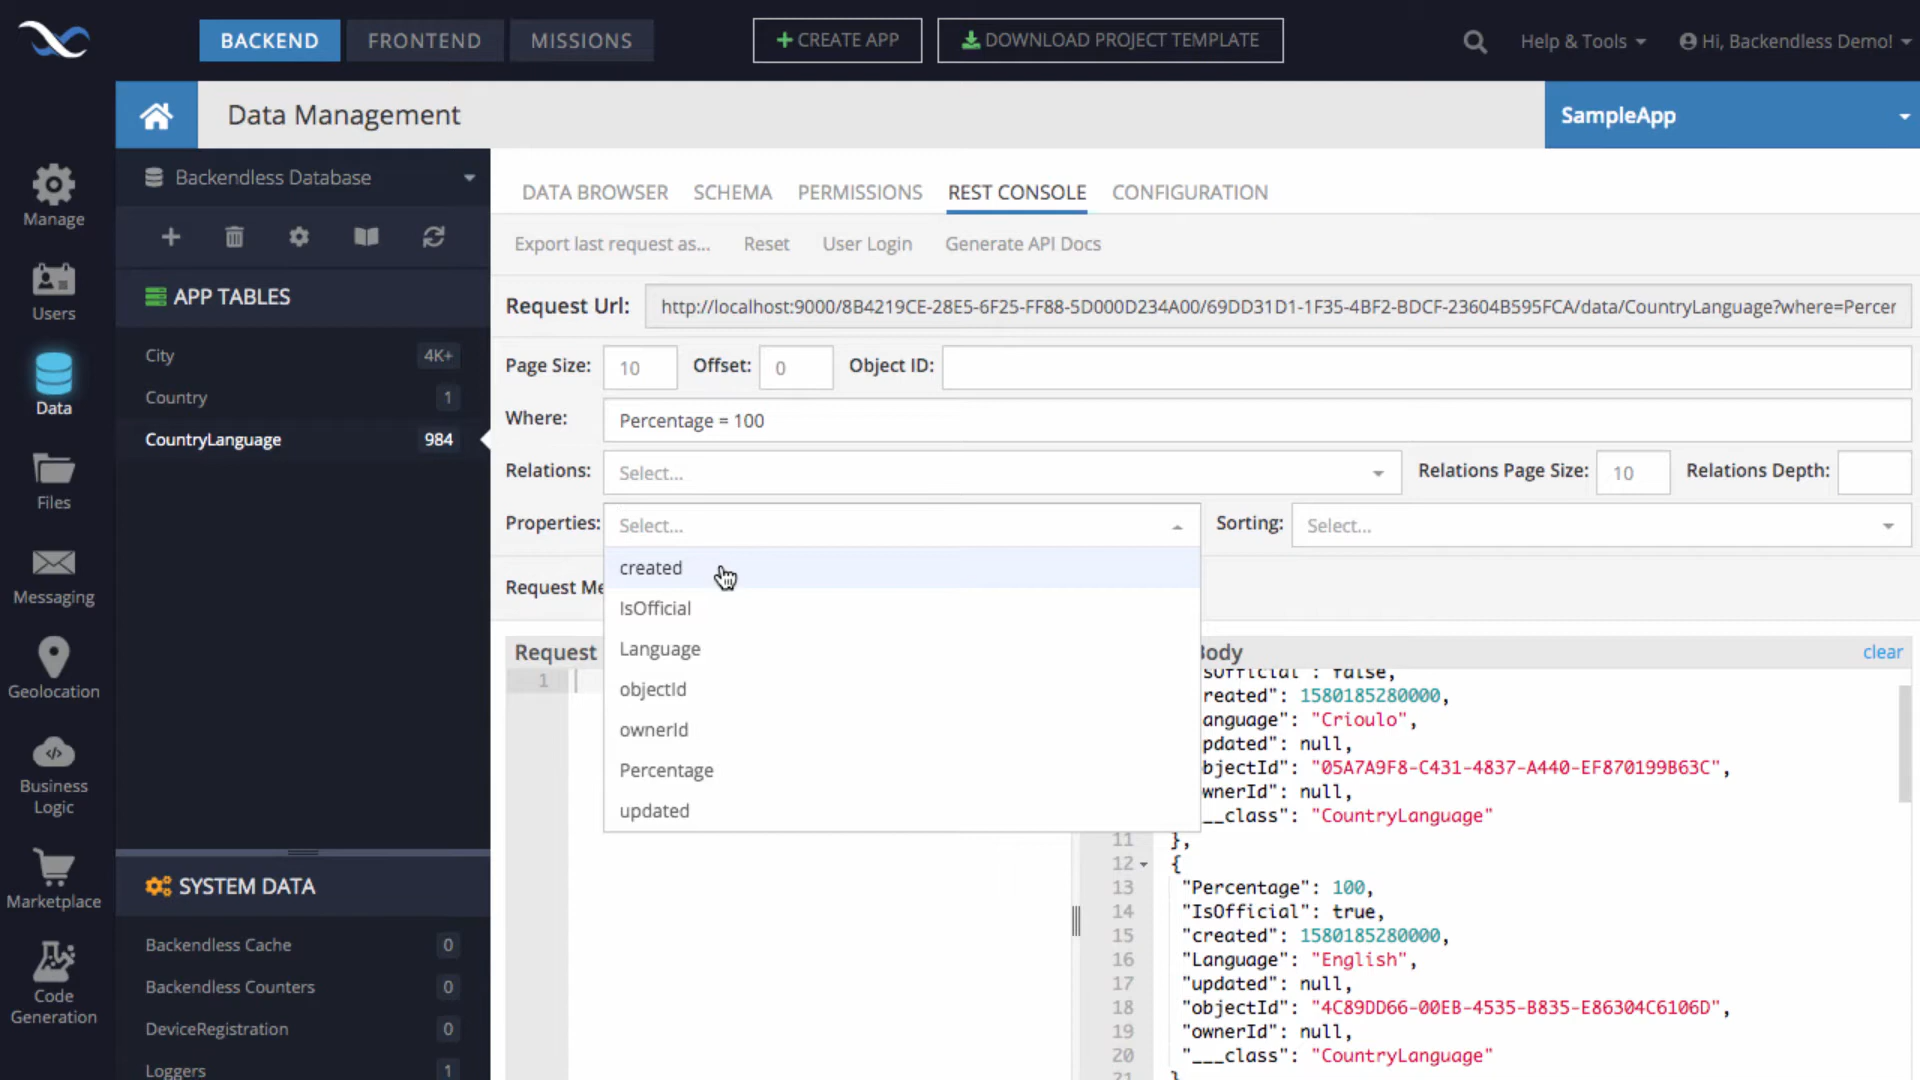 BACKEND FRONTEND MISSIONS CREATE APP DOWNLOAD PROJECT TEMPLATE Help & Tools Hi, Backendless Demo!
Data Management SampleApp
Manage
Users
Data
Files
Messaging
Geolocation
Business
Logic
Marketplace
Code
Generation
Backendless Database
APP TABLES
City 4K+
Country 1
CountryLanguage 984
SYSTEM DATA
Backendless Cache 0
Backendless Counters 0
DeviceRegistration 0
Loggers 1
DATA BROWSER SCHEMA PERMISSIONS REST CONSOLE CONFIGURATION
Export last request as... Reset User Login Generate API Docs
Request Url: http://localhost:9000/8B4219CE-28E5-6F25-FF88-5D000D234A00/69DD31D1-1F35-4BF2-BDCF-23604B595FCA/data/CountryLanguage?where=Percer
Page Size: 10 Offset: 0 Object ID:
Where: Percentage = 100
Relations: Select... Relations Page Size: 10 Relations Depth:
Properties: Select... Sorting: Select...
created
IsOfficial
Language
objectId
ownerId
Percentage
updated
Request Me
Request
1
Body clear
sOfficial": false,
reated": 1580185280000,
anguage": "Crioulo",
pdated": null,
bjectId": "05A7A9F8-C431-4837-A440-EF870199B63C",
wnerId": null,
__class": "CountryLanguage"
11 },
12 {
13 "Percentage": 100,
14 "IsOfficial": true,
15 "created": 1580185280000,
16 "Language": "English",
17 "updated": null,
18 "objectId": "4C89DD66-00EB-4535-B835-E86304C6106D",
19 "ownerId": null,
20 "___class": "CountryLanguage"
21 }